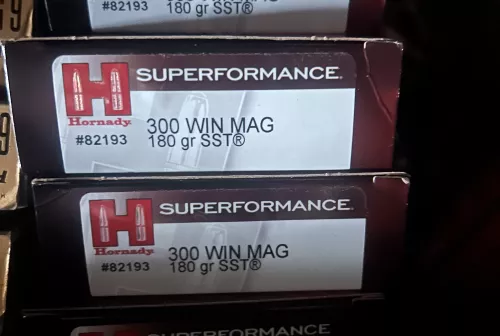 #82193 180 gr SST®
SUPERFORMANCE®
H
Hornady®
300 WIN MAG
#82193 180 gr SST®
SUPERFORMANCE®
H
Hornady®
300 WIN MAG
#82193 180 gr SST®
SUPERFORMANCE